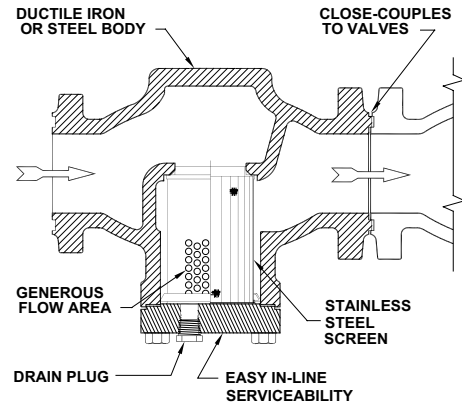 DUCTILE IRON
OR STEEL BODY
CLOSE-COUPLES
TO VALVES
GENEROUS
FLOW AREA
STAINLESS
STEEL
SCREEN
DRAIN PLUG
EASY IN-LINE
SERVICEABILITY